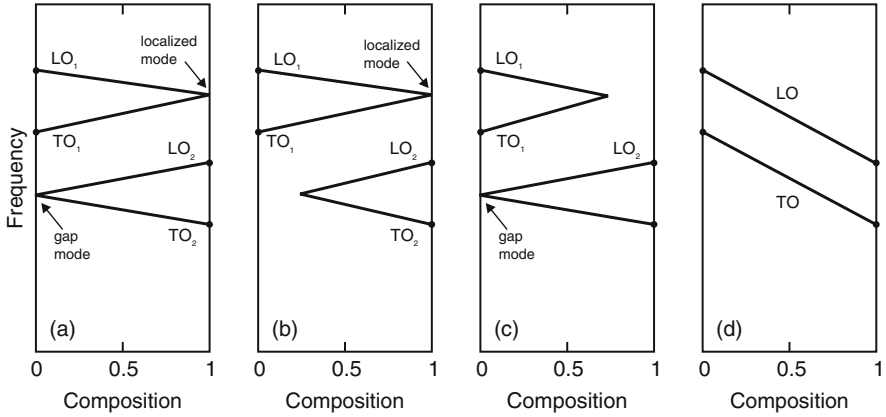 Frequency
localized
mode
LO₁
TO₁
LO₂
TO₂
gap
mode
(a)
0
0.5
1
Composition
localized
mode
LO₁
TO₁
LO₂
TO₂
(b)
0
0.5
1
Composition
LO₁
TO₁
LO₂
gap
mode
(c)
0
0.5
1
Composition
LO
TO
(d)
0
0.5
1
Composition